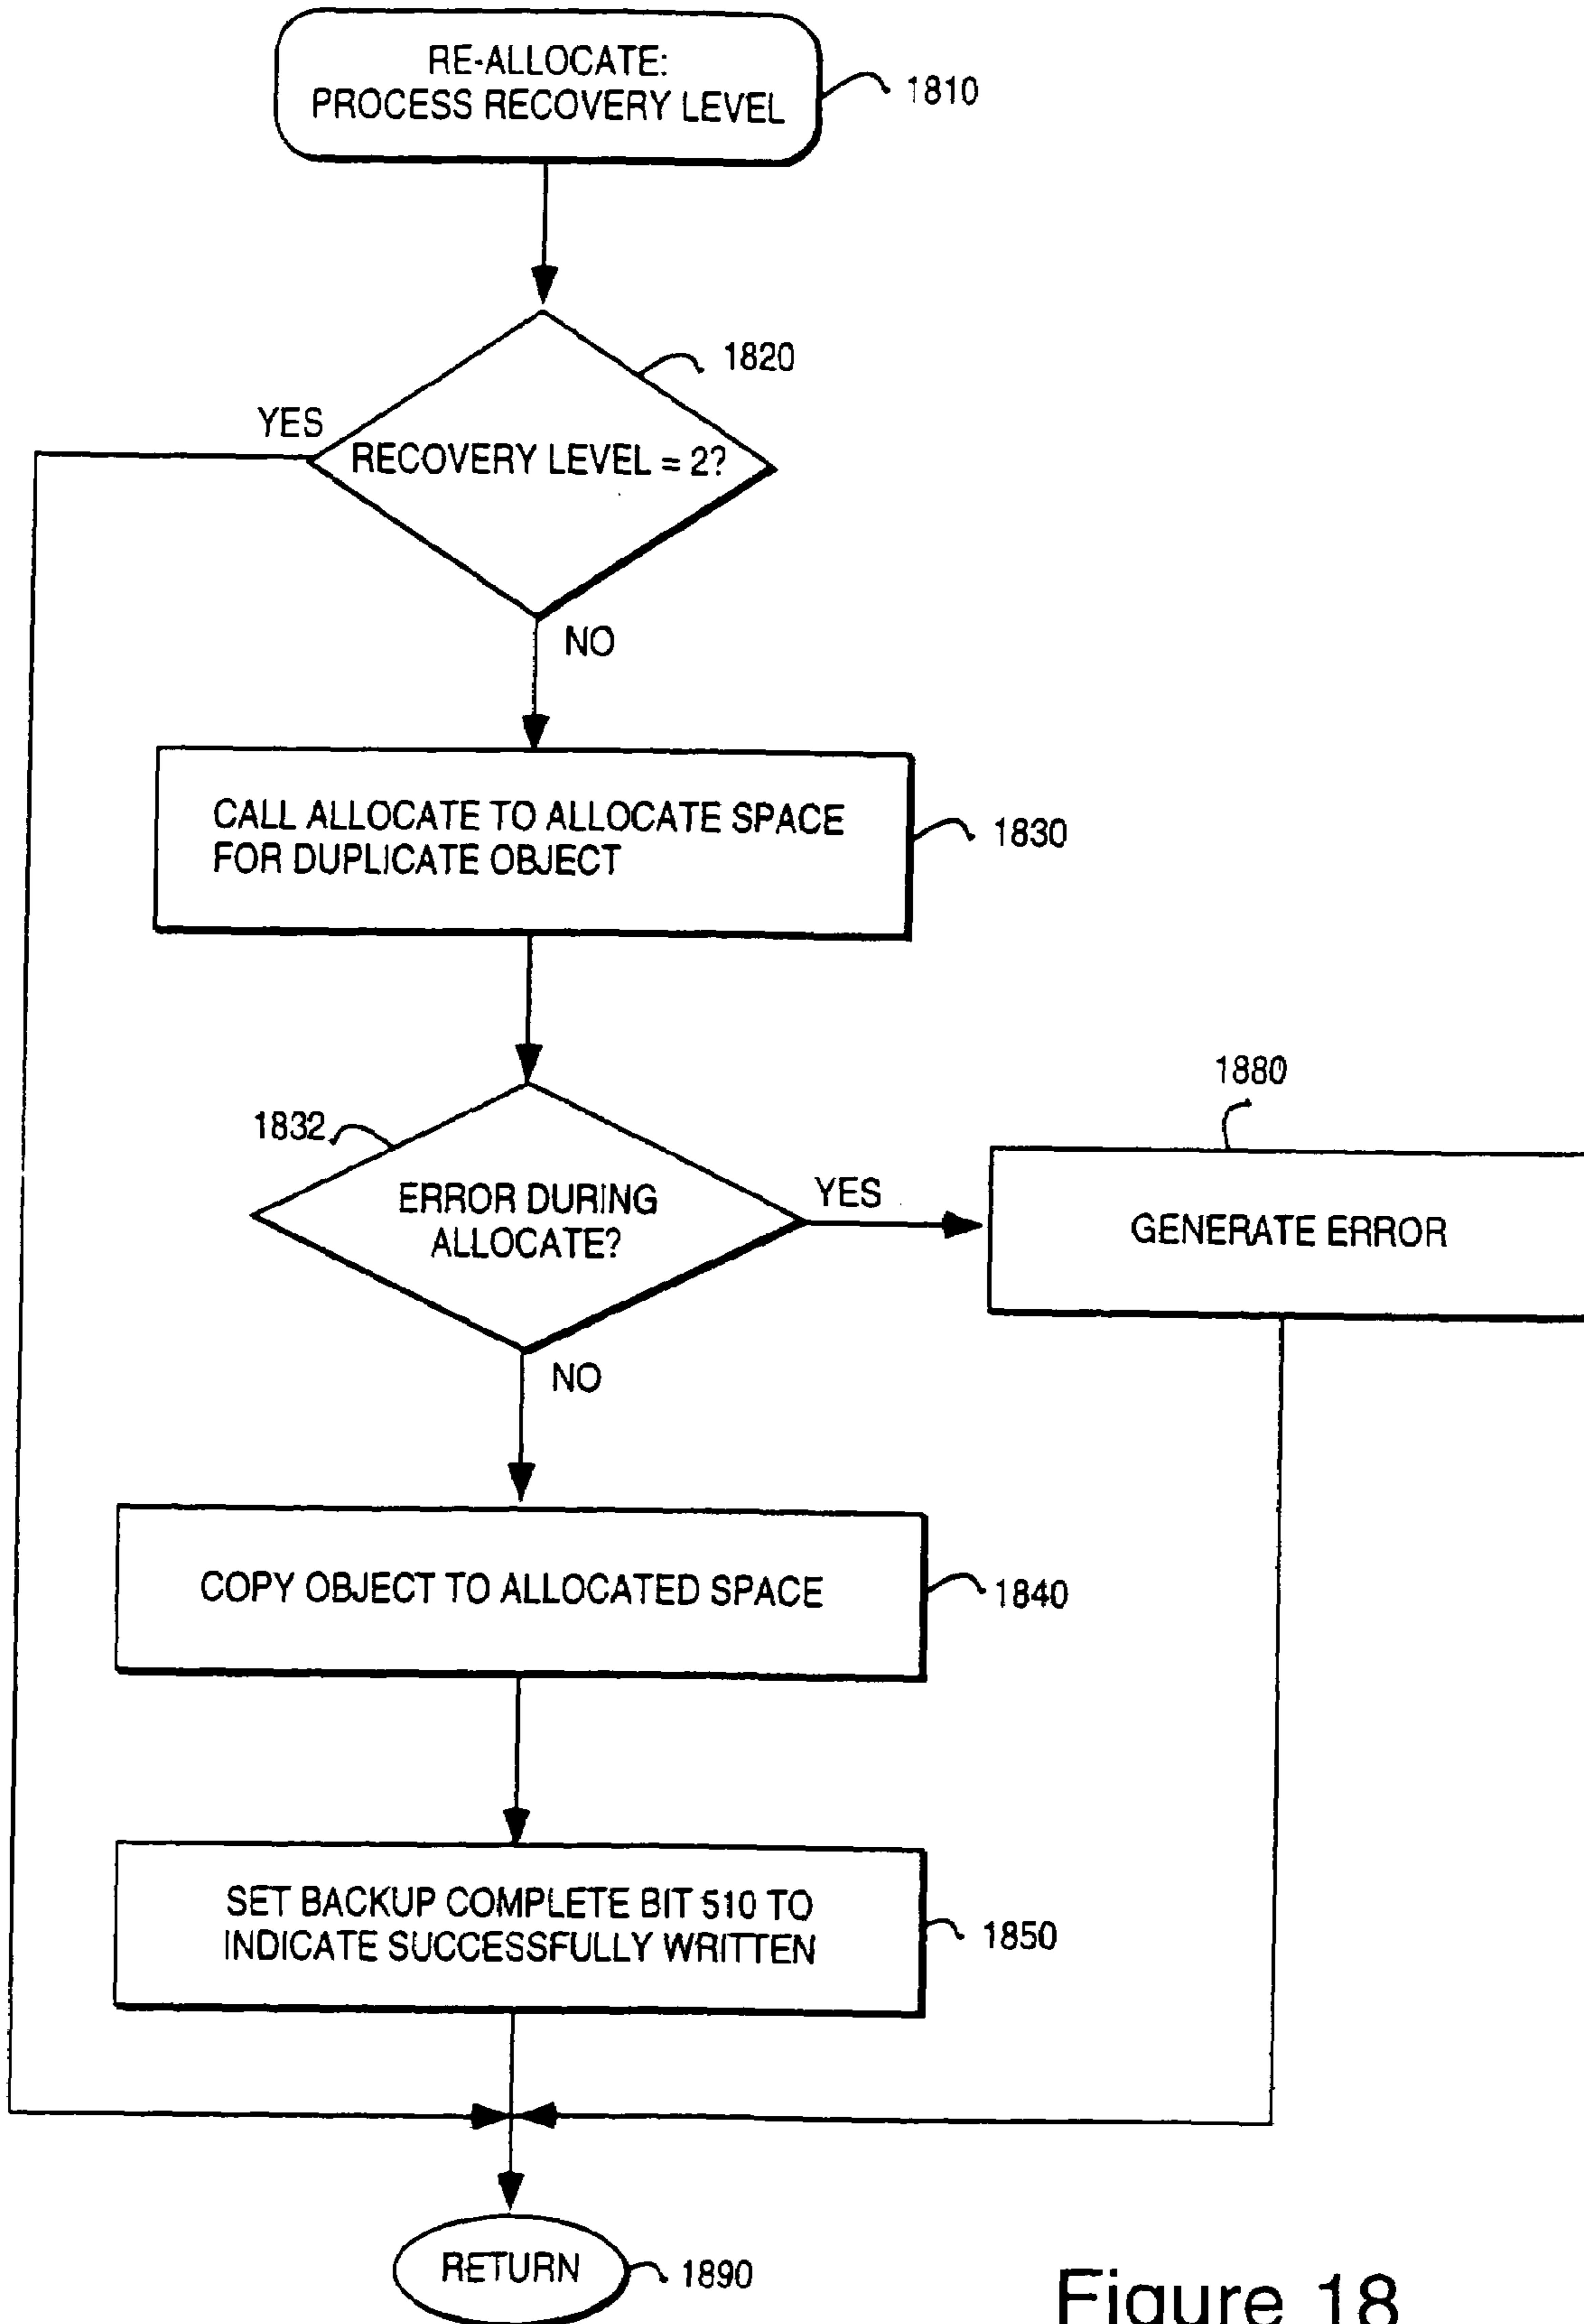 RE-ALLOCATE:
PROCESS RECOVERY LEVEL
1810
1820
YES
RECOVERY LEVEL = 2?
NO
CALL ALLOCATE TO ALLOCATE SPACE
FOR DUPLICATE OBJECT
1830
1880
1832
ERROR DURING
ALLOCATE?
YES
GENERATE ERROR
NO
COPY OBJECT TO ALLOCATED SPACE
1840
SET BACKUP COMPLETE BIT 510 TO
INDICATE SUCCESSFULLY WRITTEN
1850
RETURN
1890
Figure 18